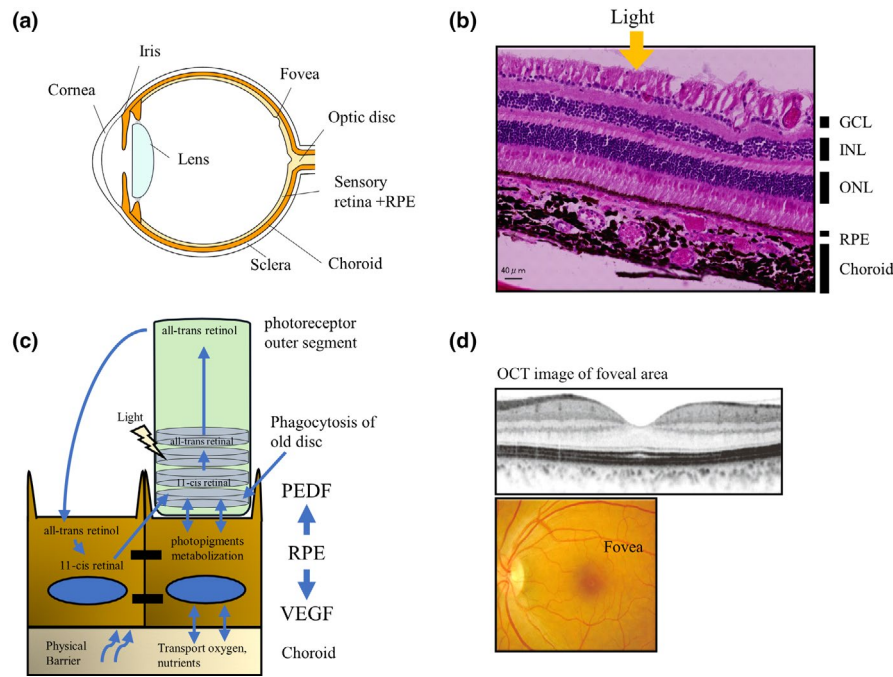 (a)
Iris
Cornea
Lens
Fovea
Optic disc
Sensory
retina +RPE
Choroid
Sclera
(b)
Light
GCL
INL
ONL
RPE
Choroid
40μm
(c)
all-trans retinol
photoreceptor
outer segment
Light
all-trans retinal
11-cis retinal
Phagocytosis of
old disc
PEDF
RPE
VEGF
all-trans retinol
11-cis retinal
photopigments
metabolization
Physical
Barrier
Transport oxygen,
nutrients
Choroid
(d)
OCT image of foveal area
Fovea